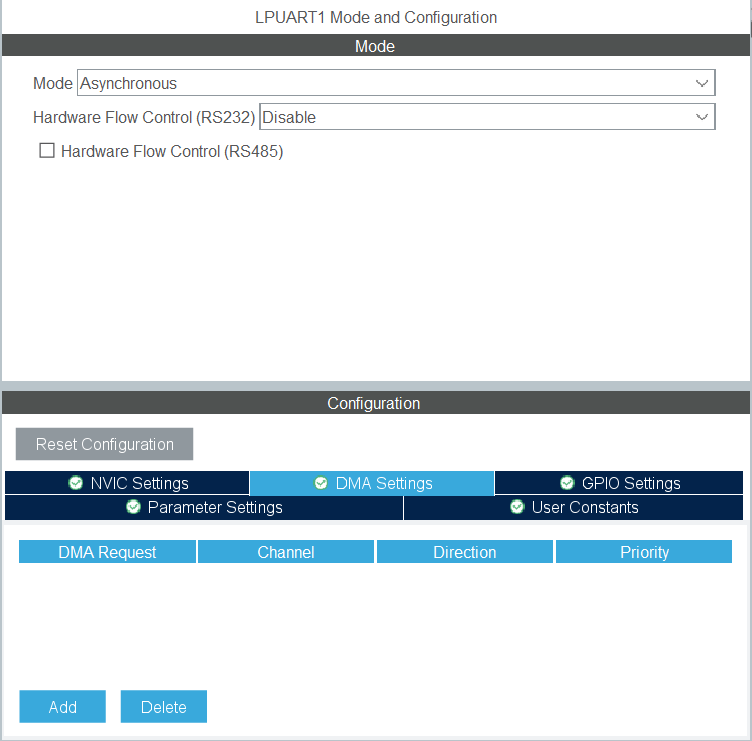 LPUART1 Mode and Configuration
Mode
Mode Asynchronous
Hardware Flow Control (RS232) Disable
Hardware Flow Control (RS485)
Configuration
Reset Configuration
NVIC Settings DMA Settings GPIO Settings
Parameter Settings User Constants
DMA Request Channel Direction Priority
Add Delete